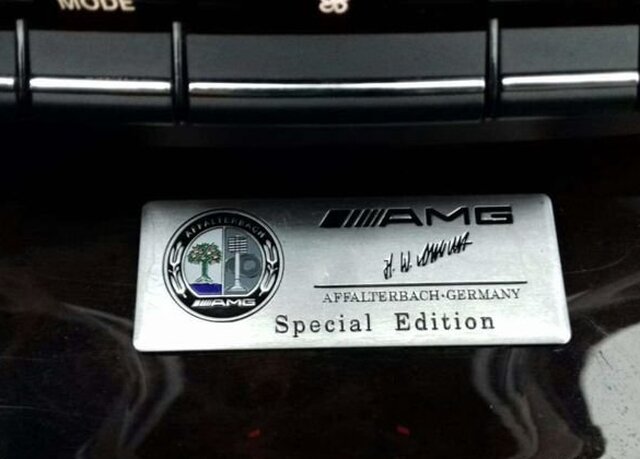 MODE
AFFALTERBACH
AMG
AMG
AFFALTERBACH·GERMANY
Special Edition